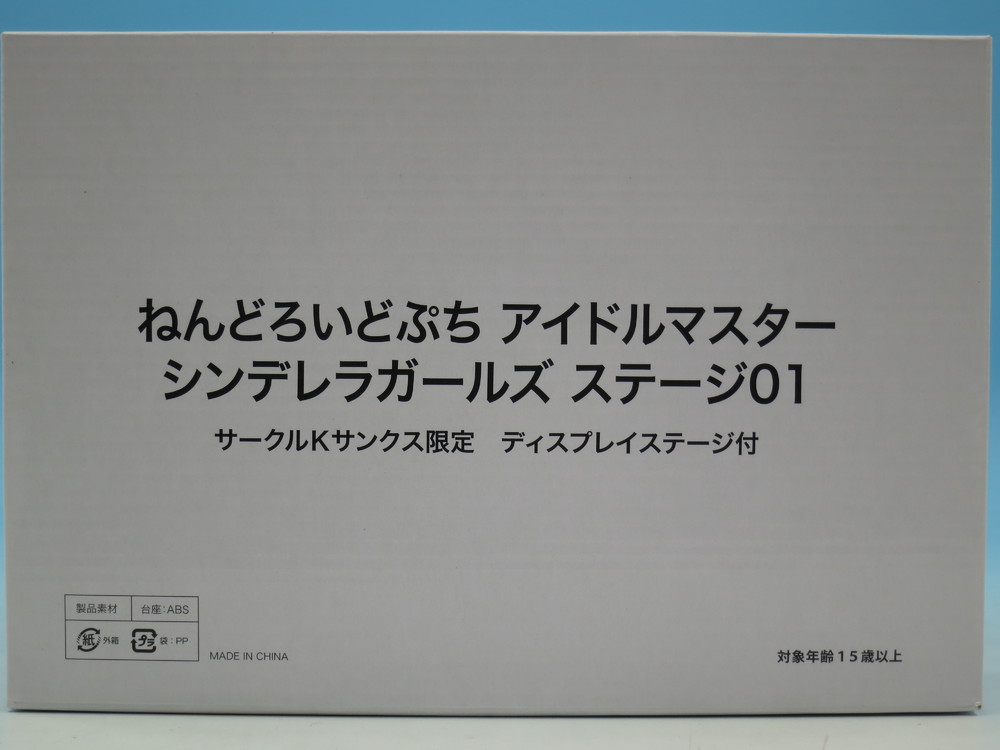 ねんどろいどぷち アイドルマスター
シンデレラガールズ ステージ01
サークルKサンクス限定　ディスプレイステージ付
製品素材 台座：ABS
紙 外箱 プラ 袋：PP
MADE IN CHINA
対象年齢15歳以上